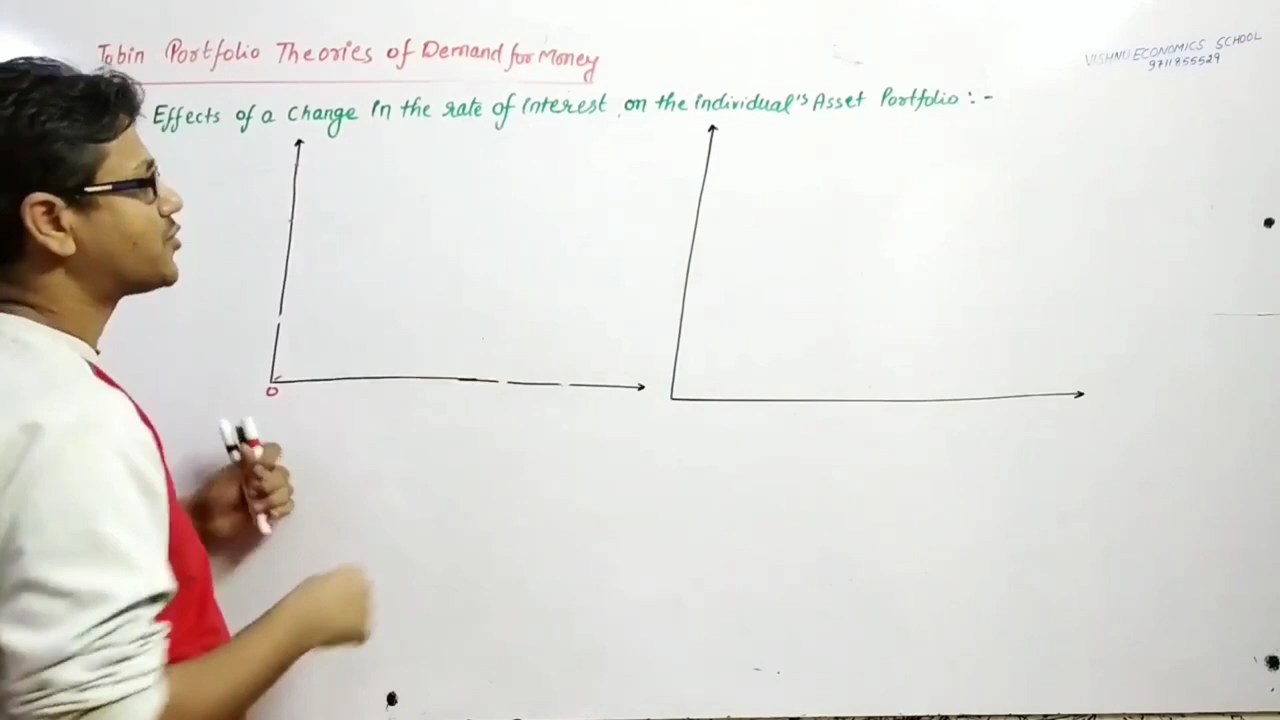 Tobin Portfolio Theories of Demand for Money
VISHNU ECONOMICS SCHOOL
9711855529
Effects of a change in the rate of interest on the individual's Asset Portfolio : -
0